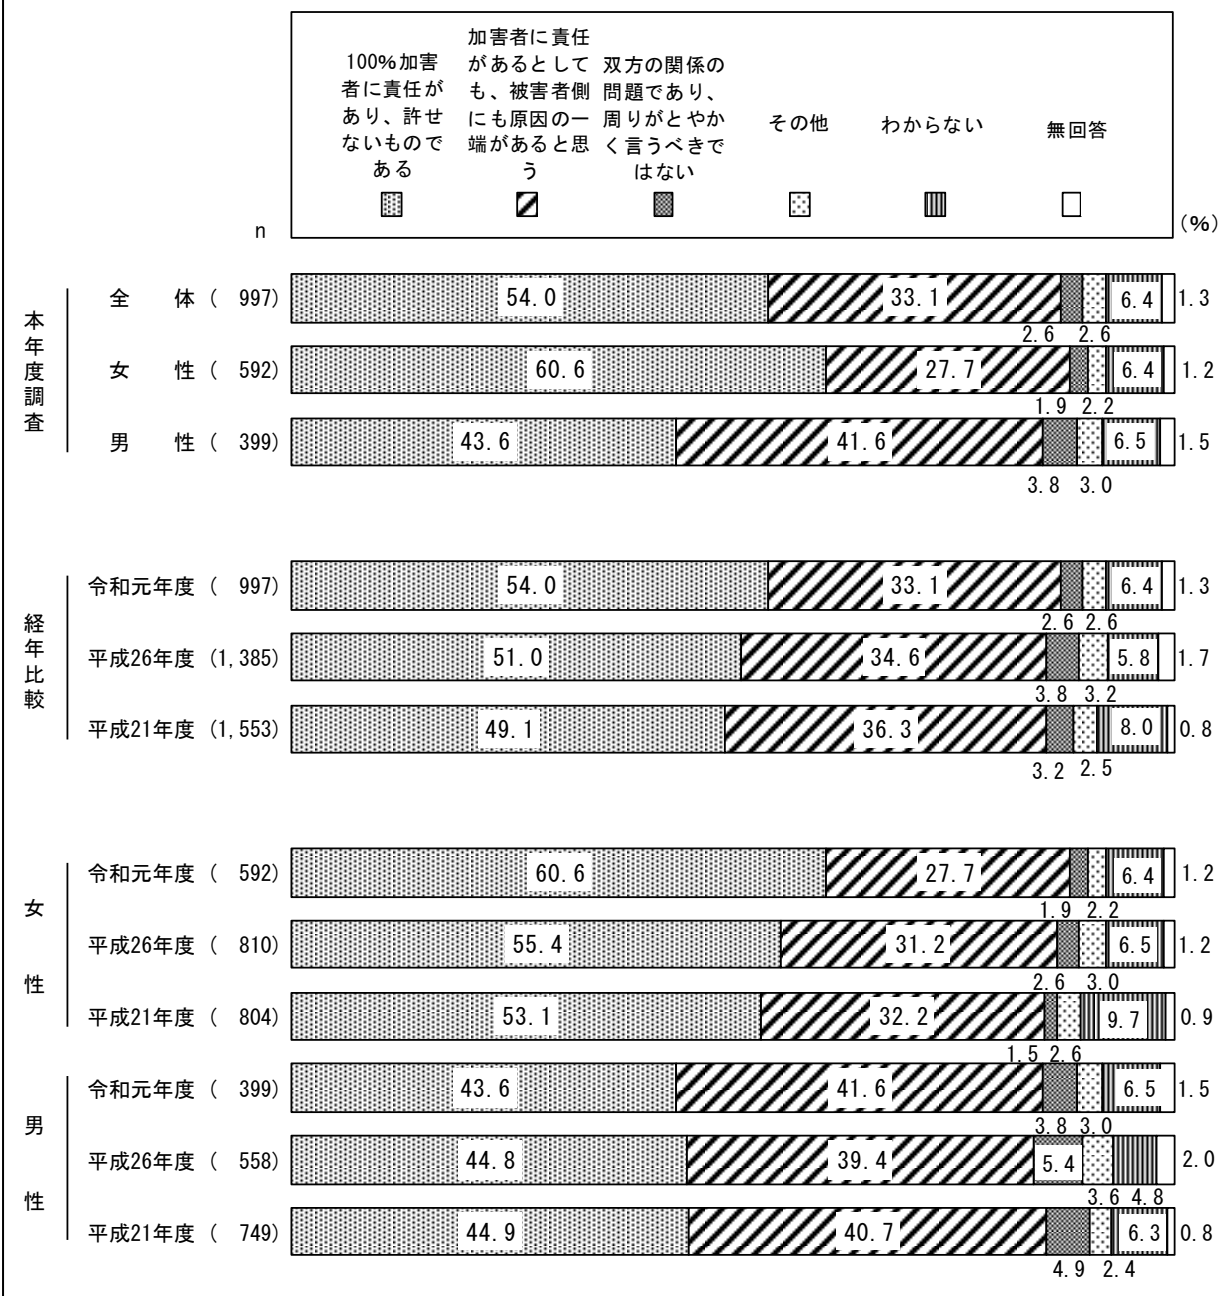 100%加害
者に責任が
あり、許せ
ないもので
ある
加害者に責任
があるとして
も、被害者側
にも原因の一
端があると思
う
双方の関係の
問題であり、
周りがとやか
く言うべきで
はない
その他
わからない
無回答
n
(%)
本年度調査
全 体 ( 997)
54.0
33.1
2.6
2.6
6.4
1.3
女 性 ( 592)
60.6
27.7
1.9
2.2
6.4
1.2
男 性 ( 399)
43.6
41.6
3.8
3.0
6.5
1.5
経年比較
令和元年度 ( 997)
54.0
33.1
2.6
2.6
6.4
1.3
平成26年度 (1,385)
51.0
34.6
3.8
3.2
5.8
1.7
平成21年度 (1,553)
49.1
36.3
3.2
2.5
8.0
0.8
女性
令和元年度 ( 592)
60.6
27.7
1.9
2.2
6.4
1.2
平成26年度 ( 810)
55.4
31.2
2.6
3.0
6.5
1.2
平成21年度 ( 804)
53.1
32.2
1.5
2.6
9.7
0.9
男性
令和元年度 ( 399)
43.6
41.6
3.8
3.0
6.5
1.5
平成26年度 ( 558)
44.8
39.4
5.4
3.6
4.8
2.0
平成21年度 ( 749)
44.9
40.7
4.9
2.4
6.3
0.8